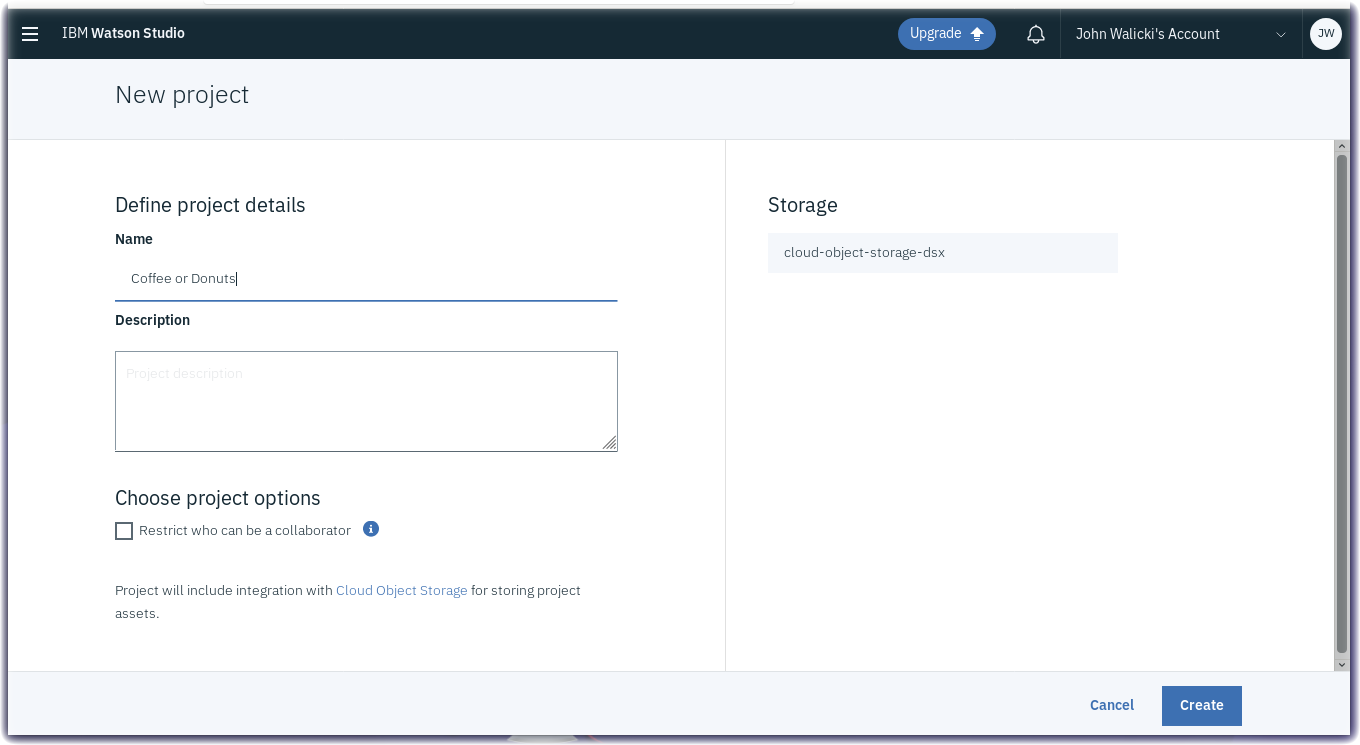 IBM Watson Studio
Upgrade
John Walicki's Account
JW
New project
Define project details
Name
Coffee or Donuts
Description
Project description
Choose project options
Restrict who can be a collaborator
Project will include integration with Cloud Object Storage for storing project
assets.
Storage
cloud-object-storage-dsx
Cancel
Create